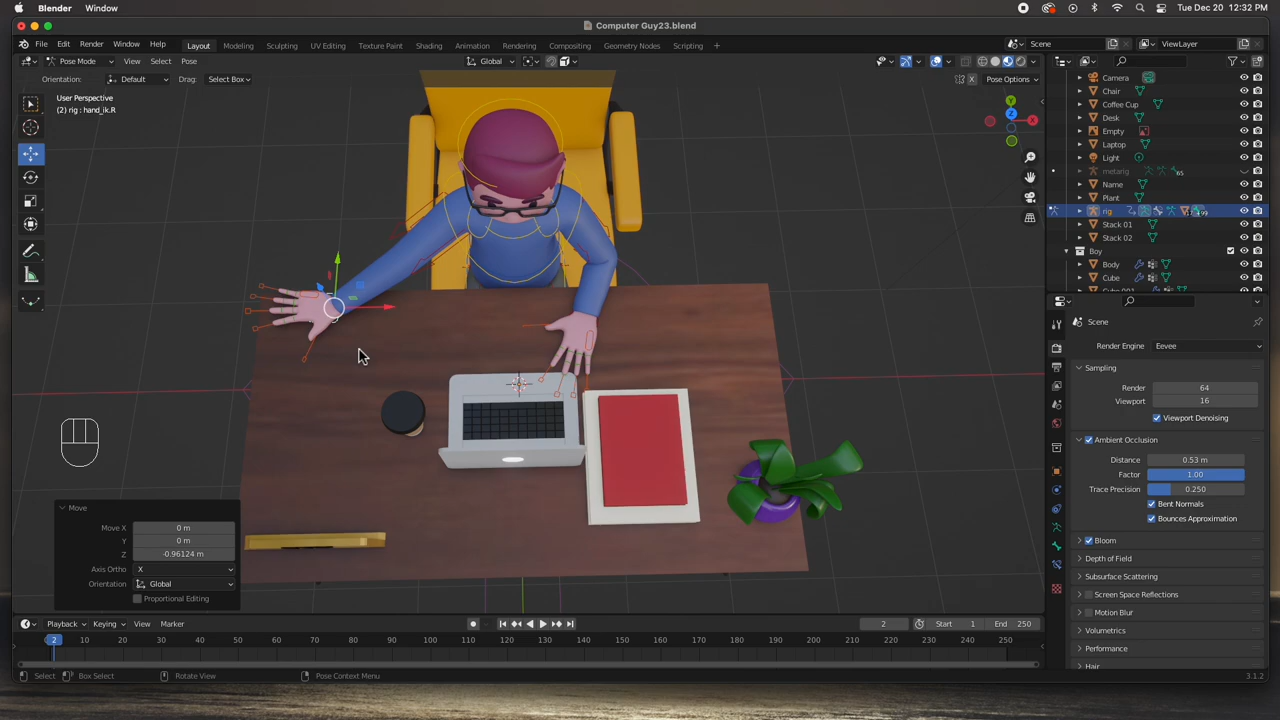 Blender Window Tue Dec 20 12:32 PM
Computer Guy23.blend
File Edit Render Window Help Layout Modeling Sculpting UV Editing Texture Paint Shading Animation Rendering Compositing Geometry Nodes Scripting + Scene ViewLayer
Pose Mode View Select Pose Global
Orientation: Default Drag: Select Box X Pose Options
User Perspective
(2) rig : hand_ik.R
Camera
Chair
Coffee Cup
Desk
Empty
Laptop
Light
metarig
Name
Plant
rig
Stack 01
Stack 02
Boy
Body
Cube
Cube.001
Scene
Render Engine Eevee
Sampling
Render 64
Viewport 16
Viewport Denoising
Ambient Occlusion
Distance 0.53 m
Factor 1.00
Trace Precision 0.250
Bent Normals
Bounces Approximation
Bloom
Depth of Field
Subsurface Scattering
Screen Space Reflections
Motion Blur
Volumetrics
Performance
Hair
Move
Move X 0 m
Y 0 m
Z -0.96124 m
Axis Ortho X
Orientation Global
Proportional Editing
Playback Keying View Marker 2 Start 1 End 250
2 10 20 30 40 50 60 70 80 90 100 110 120 130 140 150 160 170 180 190 200 210 220 230 240 250
Select Box Select Rotate View Pose Context Menu 3.1.2